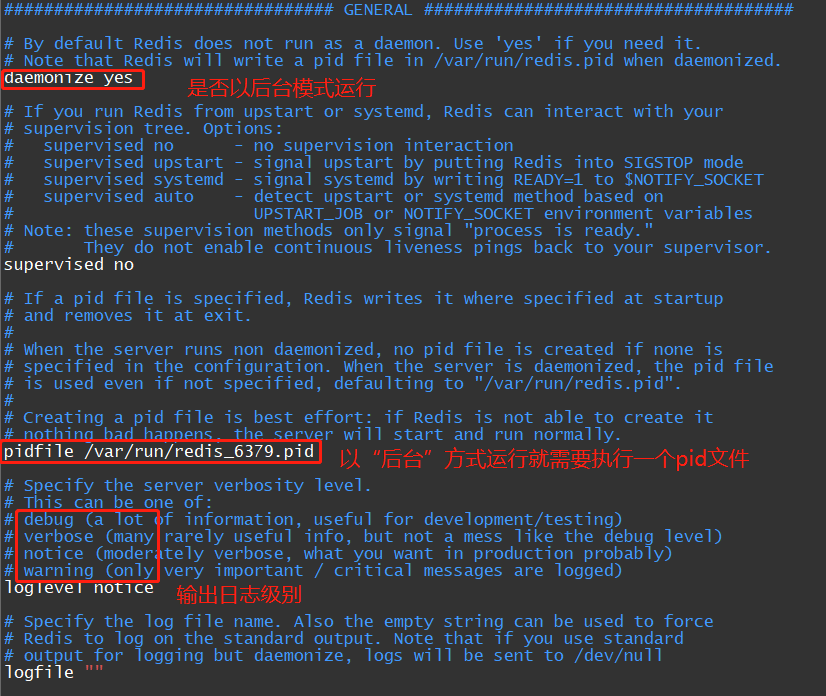 ################################# GENERAL #####################################
# By default Redis does not run as a daemon. Use 'yes' if you need it.
# Note that Redis will write a pid file in /var/run/redis.pid when daemonized.
daemonize yes
是否以后台模式运行
# If you run Redis from upstart or systemd, Redis can interact with your
# supervision tree. Options:
#   supervised no      - no supervision interaction
#   supervised upstart - signal upstart by putting Redis into SIGSTOP mode
#   supervised systemd - signal systemd by writing READY=1 to $NOTIFY_SOCKET
#   supervised auto    - detect upstart or systemd method based on
#                        UPSTART_JOB or NOTIFY_SOCKET environment variables
# Note: these supervision methods only signal "process is ready."
#       They do not enable continuous liveness pings back to your supervisor.
supervised no
# If a pid file is specified, Redis writes it where specified at startup
# and removes it at exit.
#
# When the server runs non daemonized, no pid file is created if none is
# specified in the configuration. When the server is daemonized, the pid file
# is used even if not specified, defaulting to "/var/run/redis.pid".
#
# Creating a pid file is best effort: if Redis is not able to create it
# nothing bad happens, the server will start and run normally.
pidfile /var/run/redis_6379.pid
以“后台”方式运行就需要执行一个pid文件
# Specify the server verbosity level.
# This can be one of:
# debug (a lot of information, useful for development/testing)
# verbose (many rarely useful info, but not a mess like the debug level)
# notice (moderately verbose, what you want in production probably)
# warning (only very important / critical messages are logged)
loglevel notice
输出日志级别
# Specify the log file name. Also the empty string can be used to force
# Redis to log on the standard output. Note that if you use standard
# output for logging but daemonize, logs will be sent to /dev/null
logfile ""